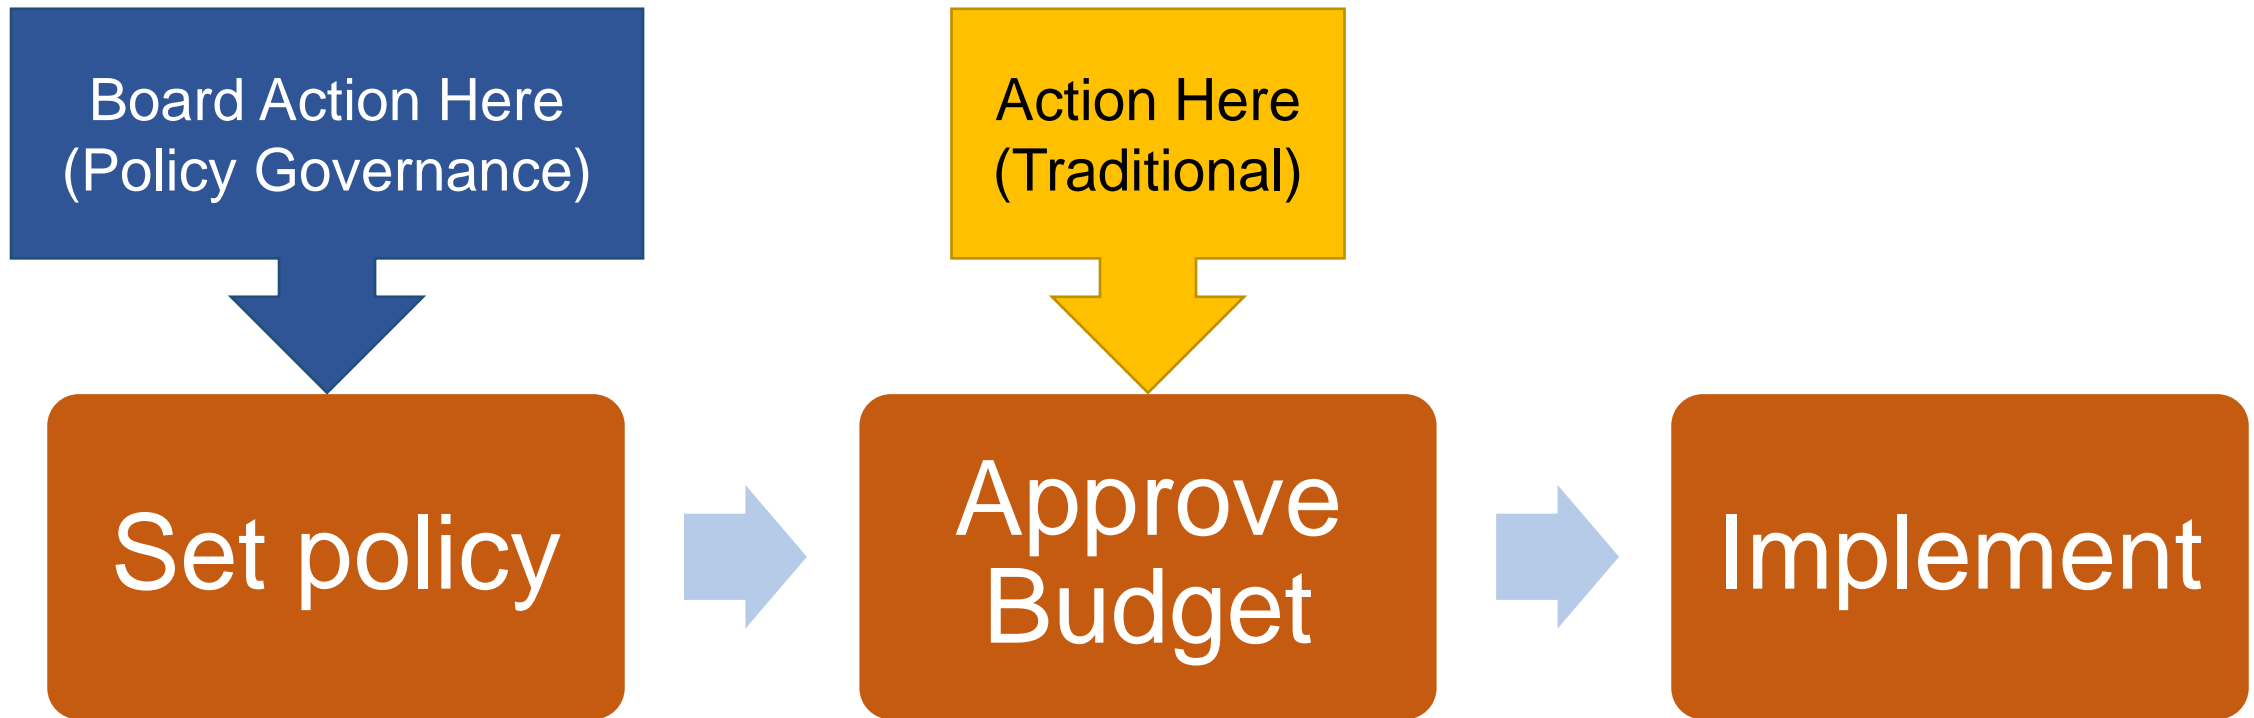 Board Action Here
(Policy Governance)
Action Here
(Traditional)
Set policy
Approve
Budget
Implement